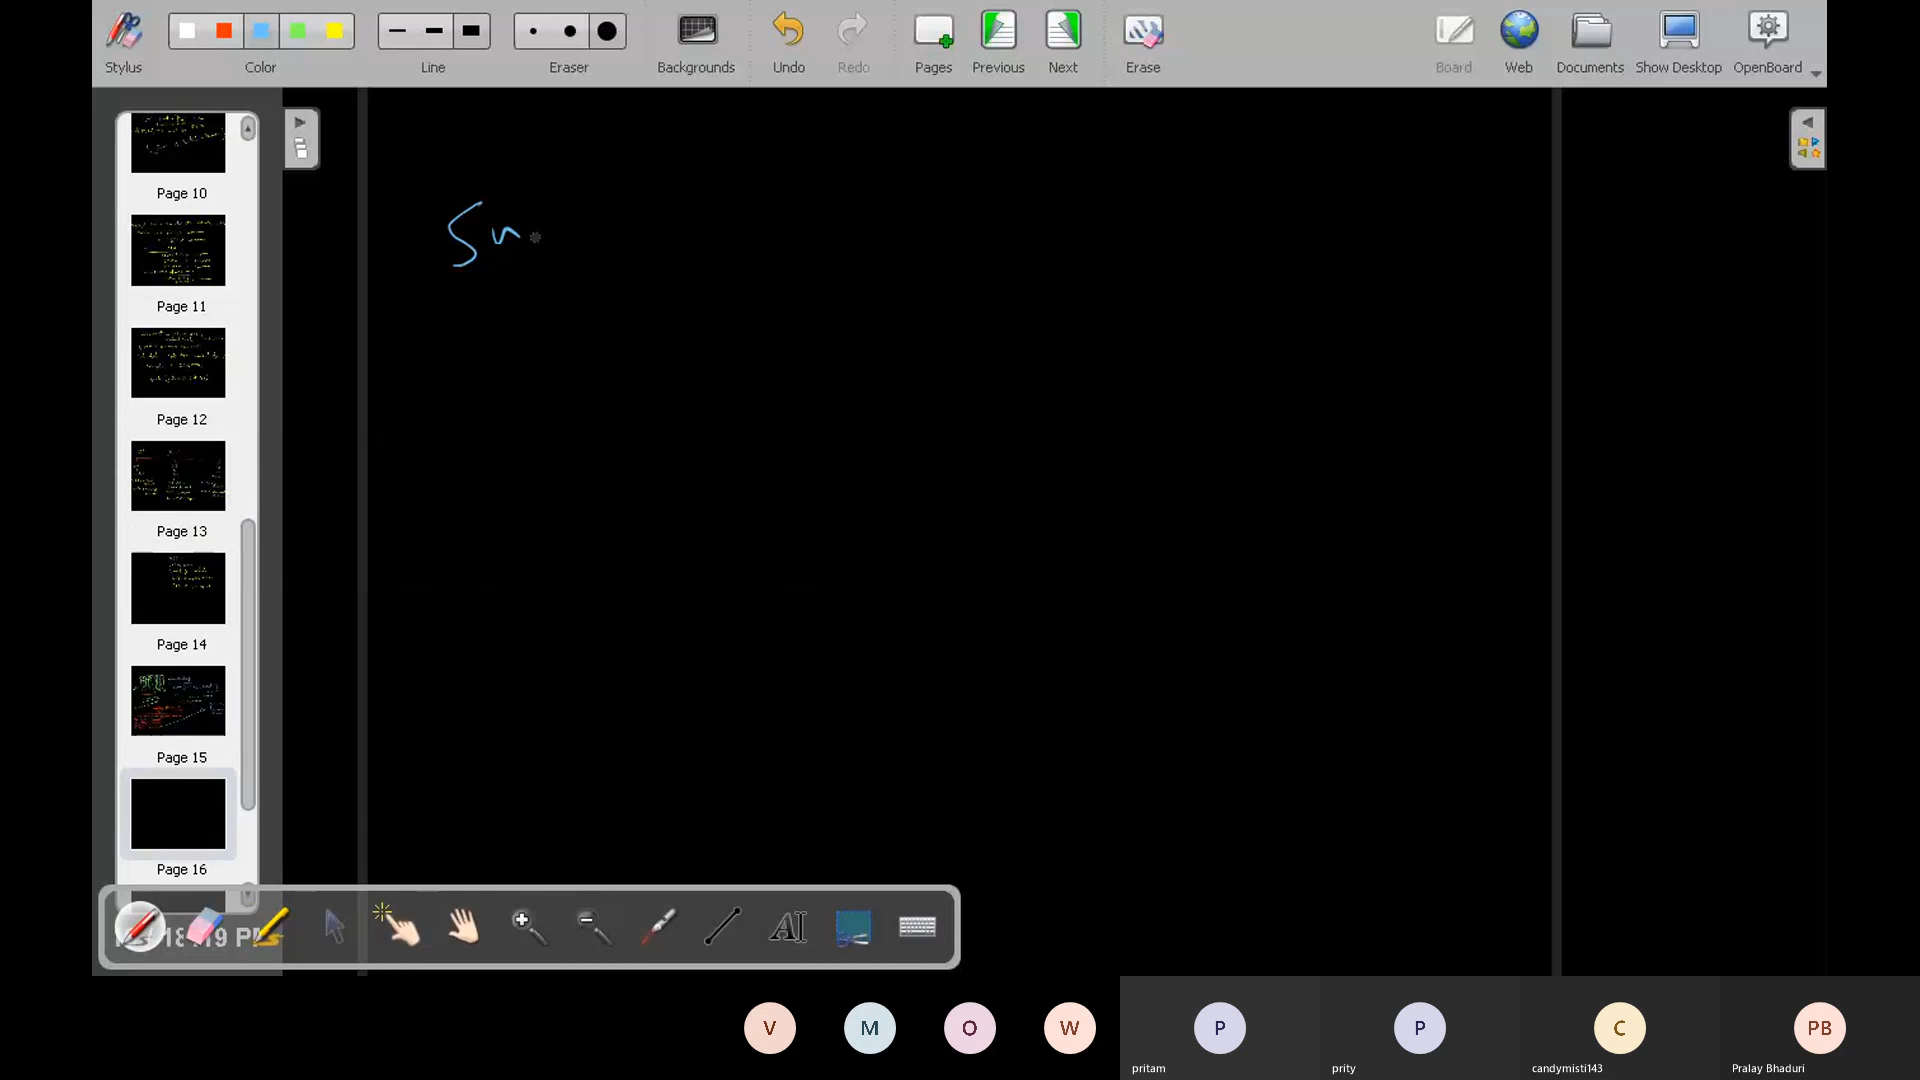 Stylus
Color
Line
Eraser
Backgrounds
Undo
Redo
Pages
Previous
Next
Erase
Board
Web
Documents
Show Desktop
OpenBoard
Page 10
Page 11
Page 12
Page 13
Page 14
Page 15
Page 16
Sn
AI
V
M
O
W
P
pritam
P
prity
C
candymisti143
PB
Pralay Bhaduri